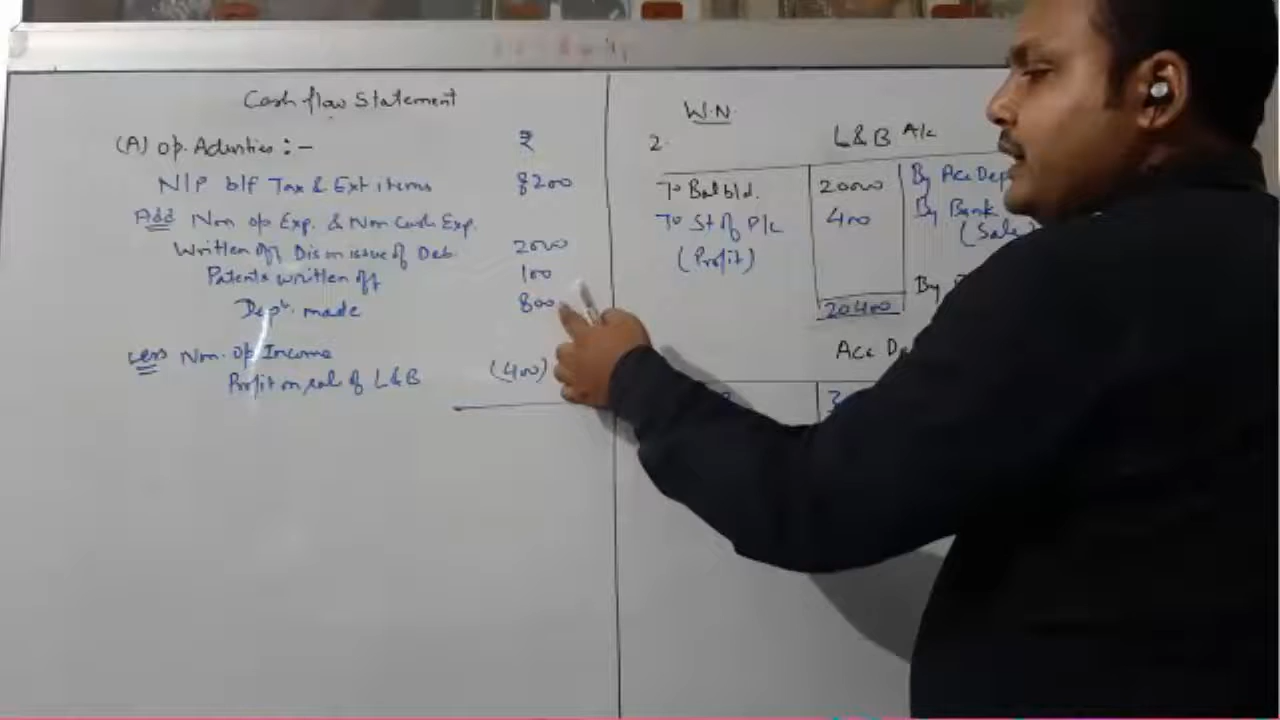 Cash flow Statement
(A) Op. Activities :- ₹
N/P b/f Tax & Ext items 8200
Add Non op Exp. & Non Cash Exp.
Written off Dis on issue of Deb. 2000
Patents written off 100
Dep. made 800
Less Non. Op Income
Profit on sale of L&B (400)
W.N.
2. L&B A/c
To Bal b/d. 20000 By Acc Dep
To St of P/L 400 By Bank
(Profit) (Sale)
By
20400
Acc De